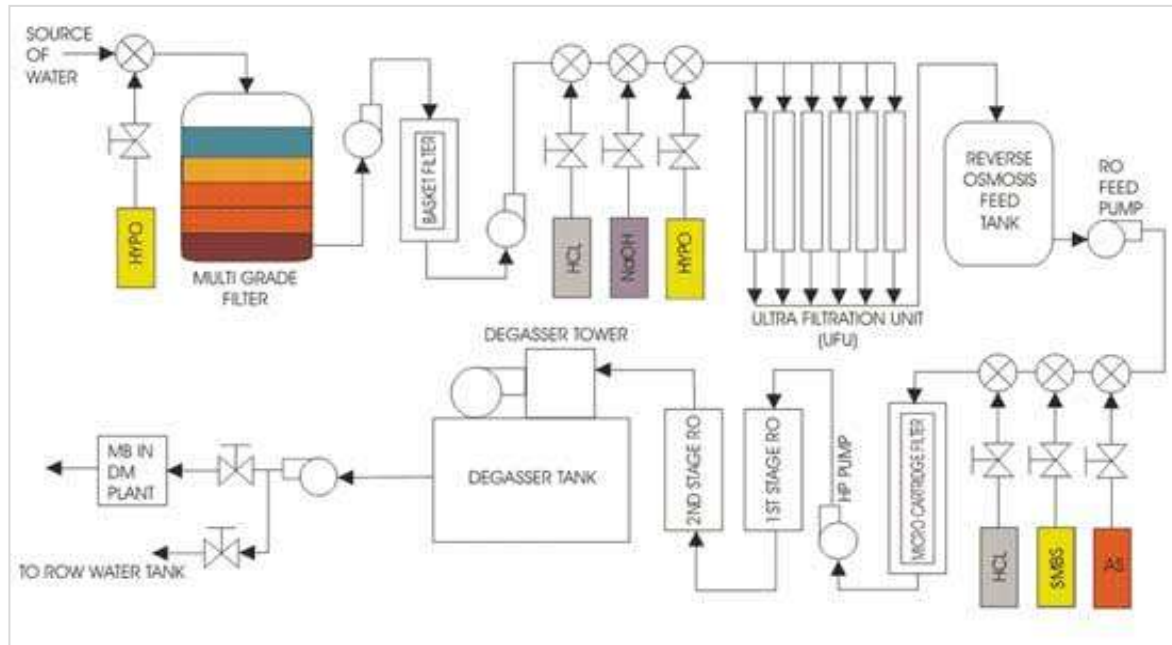 SOURCE
OF
WATER
HYPO
MULTI GRADE
FILTER
BASKET FILTER
HCL
NaOH
HYPO
ULTRA FILTRATION UNIT
(UFU)
REVERSE
OSMOSIS
FEED
TANK
RO
FEED
PUMP
HCL
SMBS
AS
MICRO CARTRIDGE FILTER
HP PUMP
1ST STAGE RO
2ND STAGE RO
DEGASSER TOWER
DEGASSER TANK
MB IN
DM
PLANT
TO ROW WATER TANK